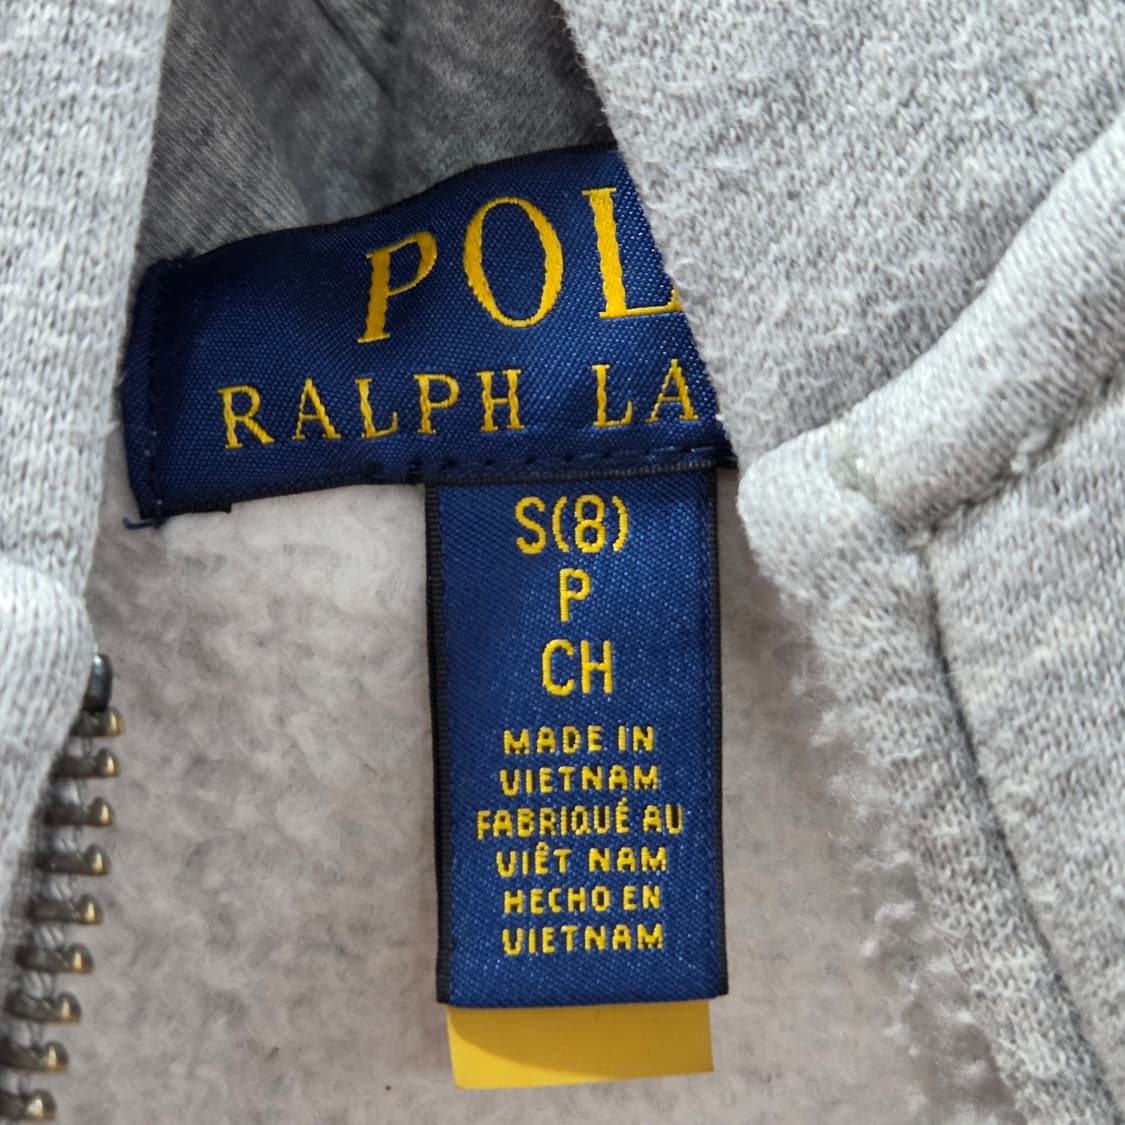 POL
RALPH LA
S(8)
P
CH
MADE IN
VIETNAM
FABRIQUÉ AU
VIÊT NAM
HECHO EN
VIETNAM